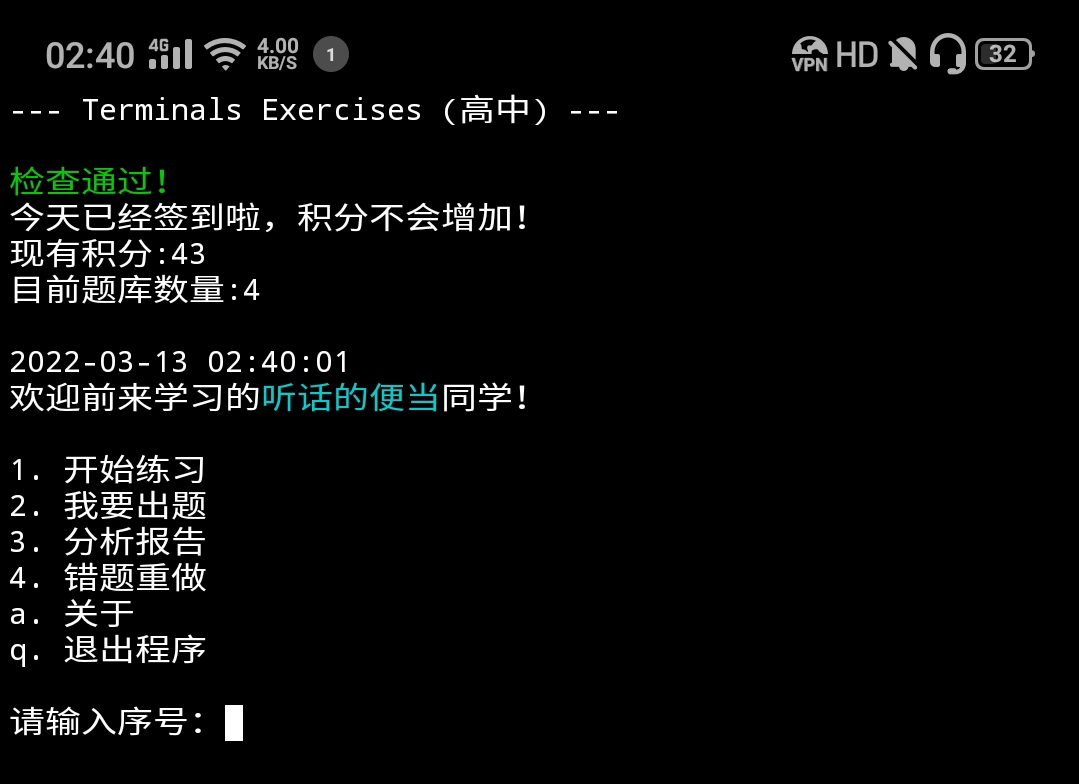 02:40 4G 4.00 KB/S 1 VPN HD 32
--- Terminals Exercises (高中) ---
检查通过！
今天已经签到啦，积分不会增加！
现有积分:43
目前题库数量:4
2022-03-13 02:40:01
欢迎前来学习的听话的便当同学！
1. 开始练习
2. 我要出题
3. 分析报告
4. 错题重做
a. 关于
q. 退出程序
请输入序号：